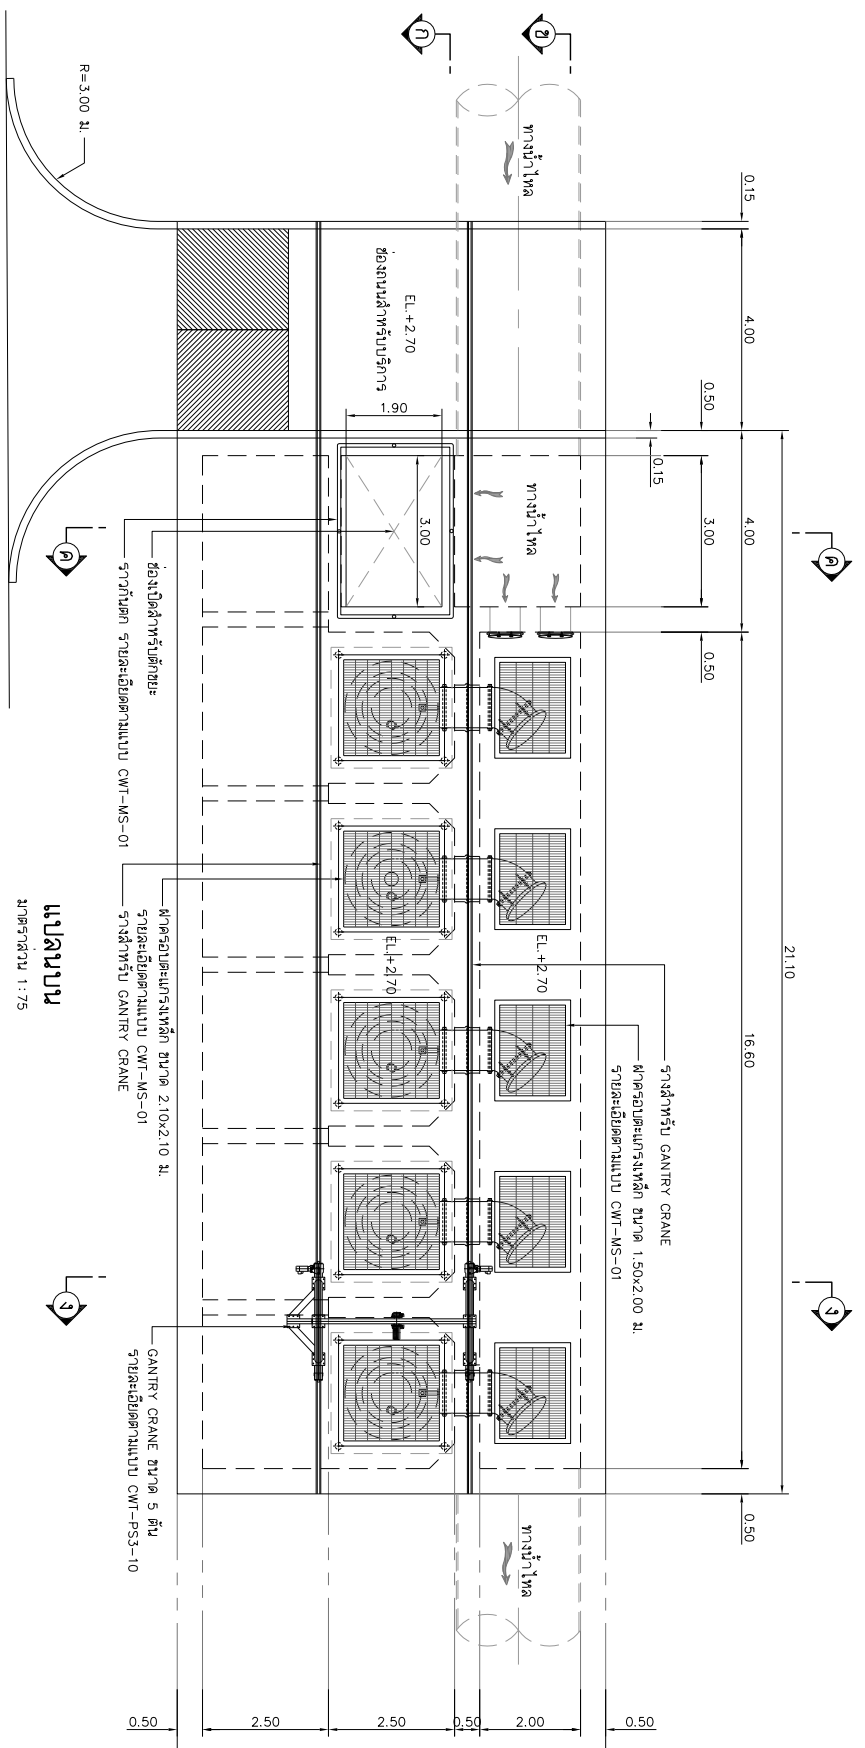 ก
ข
R=3.00 ม.
ทางน้ำไหล
0.15
4.00
0.50
0.15
3.00
4.00
0.50
21.10
16.60
0.50
EL.+2.70
ช่องถนนสำหรับบริการ
1.90
3.00
ทางน้ำไหล
ค
ค
ช่องเปิดสำหรับตักขยะ
ราวกันตก รายละเอียดตามแบบ CWT-MS-01
EL.+2.70
EL.+2.70
ฝาครอบตะแกรงเหล็ก ขนาด 2.10x2.10 ม.
รายละเอียดตามแบบ CWT-MS-01
รางสำหรับ GANTRY CRANE
รางสำหรับ GANTRY CRANE
ฝาครอบตะแกรงเหล็ก ขนาด 1.50x2.00 ม.
รายละเอียดตามแบบ CWT-MS-01
ง
ง
GANTRY CRANE ขนาด 5 ตัน
รายละเอียดตามแบบ CWT-PS3-10
ทางน้ำไหล
0.50
2.50
2.50
0.50
2.00
0.50
แปลนบน
มาตราส่วน 1:75